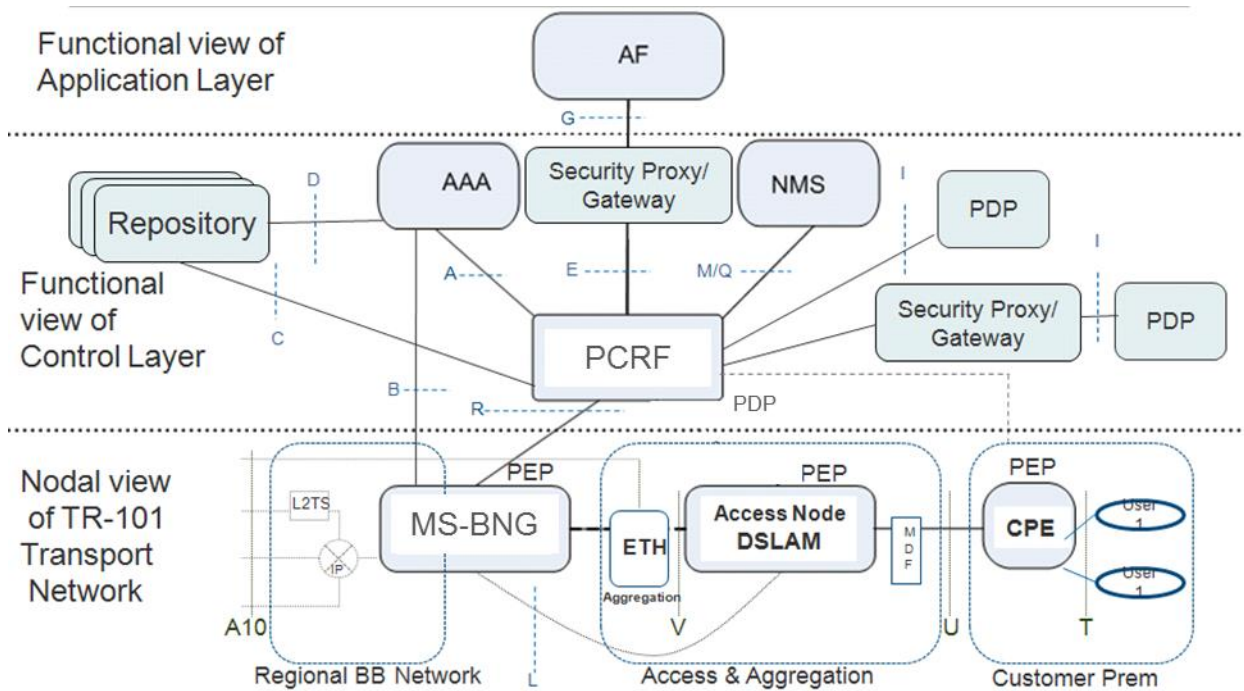 Functional view of
Application Layer
AF
G
D
AAA
Security Proxy/
Gateway
NMS
I
PDP
Repository
I
A
E
M/Q
Functional
view of
Control Layer
C
Security Proxy/
Gateway
PDP
PCRF
B
R
PDP
Nodal view
of TR-101
Transport
Network
PEP
PEP
PEP
L2TS
MS-BNG
Access Node
DSLAM
M
D
F
CPE
User
1
ETH
IP
User
1
Aggregation
A10
V
U
T
Regional BB Network
L
Access & Aggregation
Customer Prem